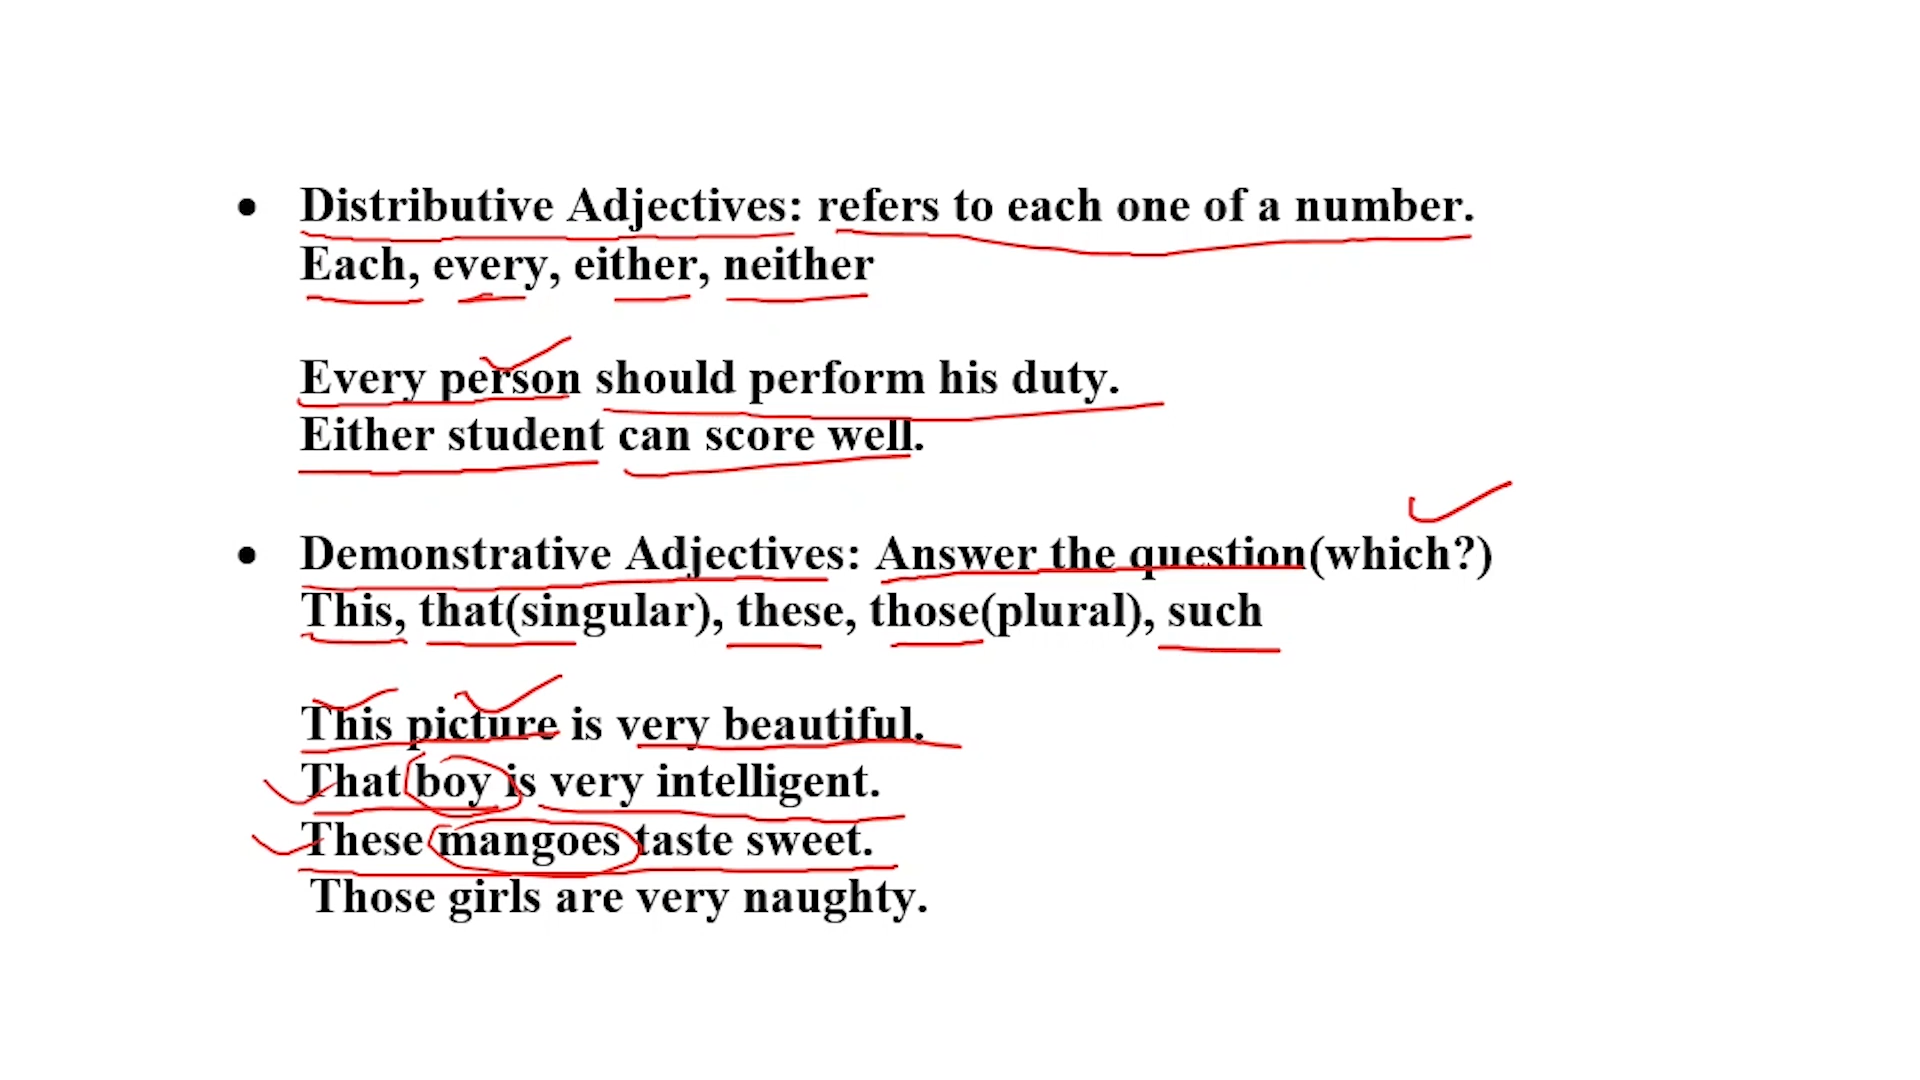 • Distributive Adjectives: refers to each one of a number.
Each, every, either, neither
Every person should perform his duty.
Either student can score well.
• Demonstrative Adjectives: Answer the question(which?)
This, that(singular), these, those(plural), such
This picture is very beautiful.
That boy is very intelligent.
These mangoes taste sweet.
Those girls are very naughty.